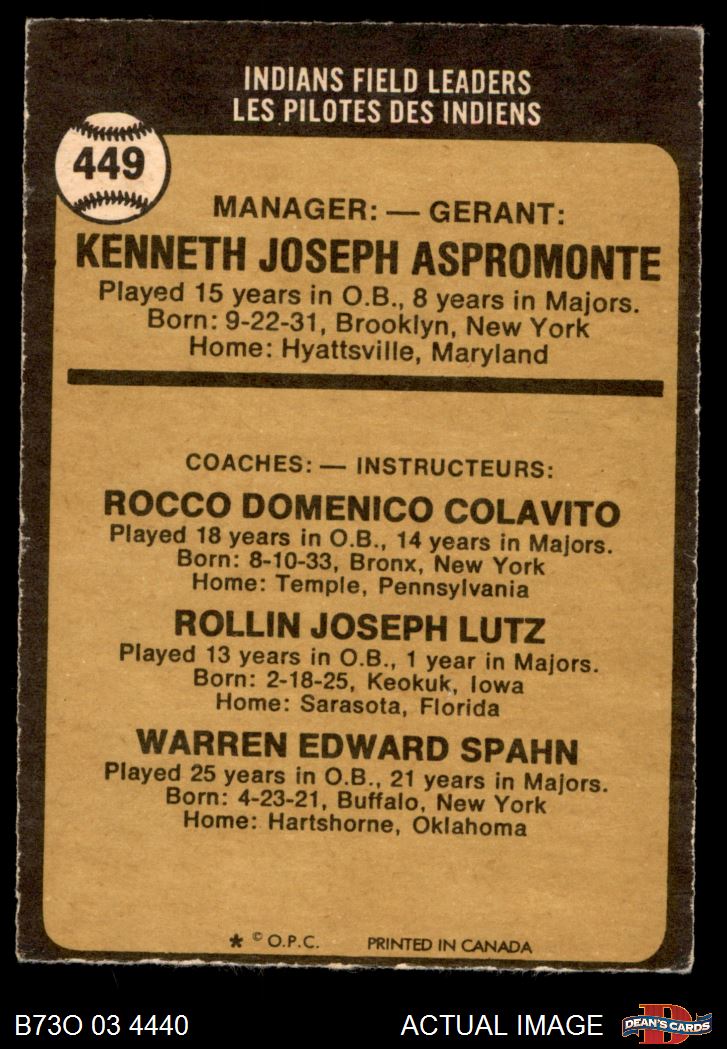 INDIANS FIELD LEADERS
LES PILOTES DES INDIENS
449
MANAGER: — GERANT:
KENNETH JOSEPH ASPROMONTE
Played 15 years in O.B., 8 years in Majors.
Born: 9-22-31, Brooklyn, New York
Home: Hyattsville, Maryland
COACHES: — INSTRUCTEURS:
ROCCO DOMENICO COLAVITO
Played 18 years in O.B., 14 years in Majors.
Born: 8-10-33, Bronx, New York
Home: Temple, Pennsylvania
ROLLIN JOSEPH LUTZ
Played 13 years in O.B., 1 year in Majors.
Born: 2-18-25, Keokuk, Iowa
Home: Sarasota, Florida
WARREN EDWARD SPAHN
Played 25 years in O.B., 21 years in Majors.
Born: 4-23-21, Buffalo, New York
Home: Hartshorne, Oklahoma
* © O.P.C. PRINTED IN CANADA
B73O 03 4440 ACTUAL IMAGE D DEAN'S CARDS